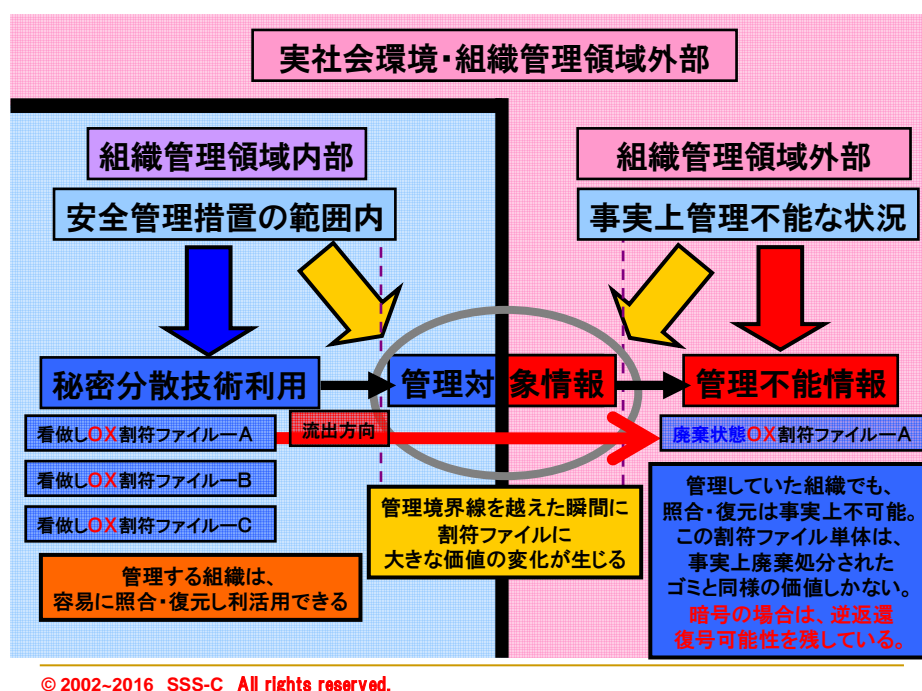 実社会環境・組織管理領域外部
組織管理領域内部
組織管理領域外部
安全管理措置の範囲内
事実上管理不能な状況
秘密分散技術利用
管理対象情報
管理不能情報
看做しOX割符ファイルーA
流出方向
廃棄状態OX割符ファイルーA
看做しOX割符ファイルーB
看做しOX割符ファイルーC
管理境界線を越えた瞬間に
割符ファイルに
大きな価値の変化が生じる
管理していた組織でも、
照合・復元は事実上不可能。
この割符ファイル単体は、
事実上廃棄処分された
ゴミと同様の価値しかない。
暗号の場合は、逆返還
復号可能性を残している。
管理する組織は、
容易に照合・復元し利活用できる
© 2002~2016 SSS-C All rights reserved.